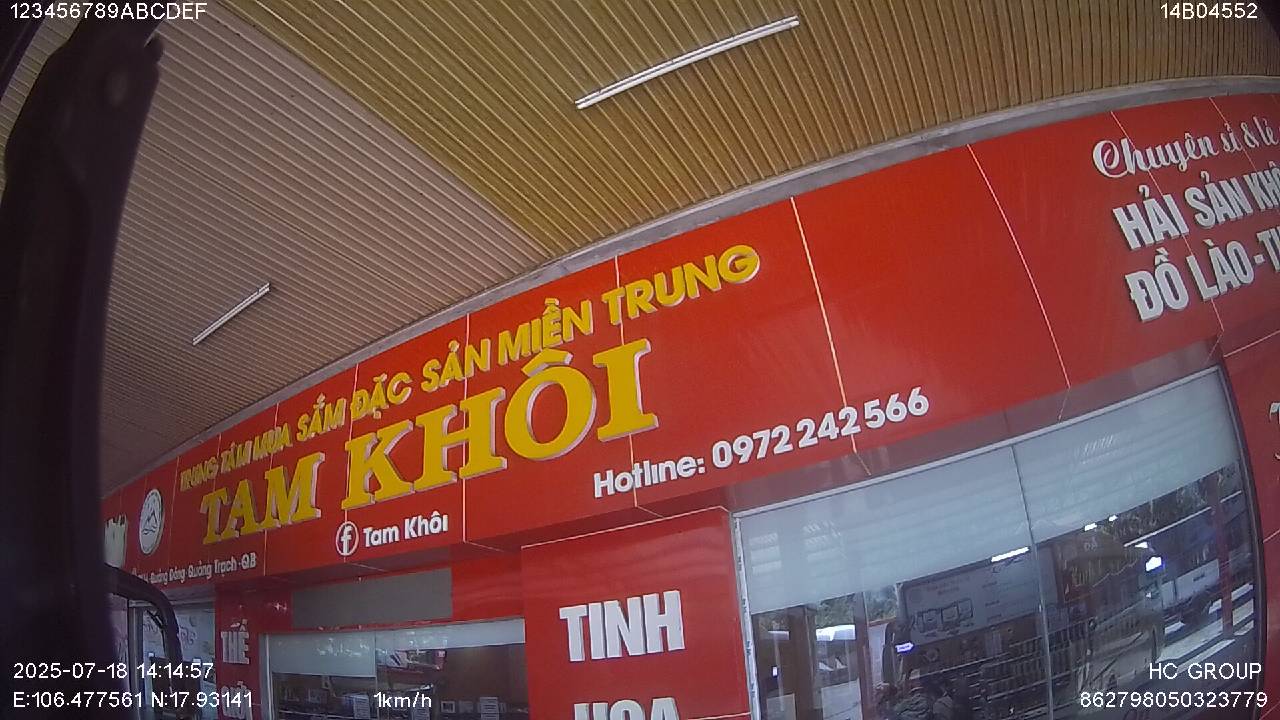 123456789ABCDEF
14B04552
Chuyên sỉ & lẻ
HẢI SẢN KHÔ
ĐỒ LÀO-
TRUNG TÂM MUA SẮM ĐẶC SẢN MIỀN TRUNG
TAM KHÔI
Hotline: 0972 242 566
Tam Khôi
Quảng Đông-Quảng Trạch-QB
THẾ
TINH
HOA
2025-07-18 14:14:57
E:106.477561 N:17.93141
1km/h
HC GROUP
862798050323779